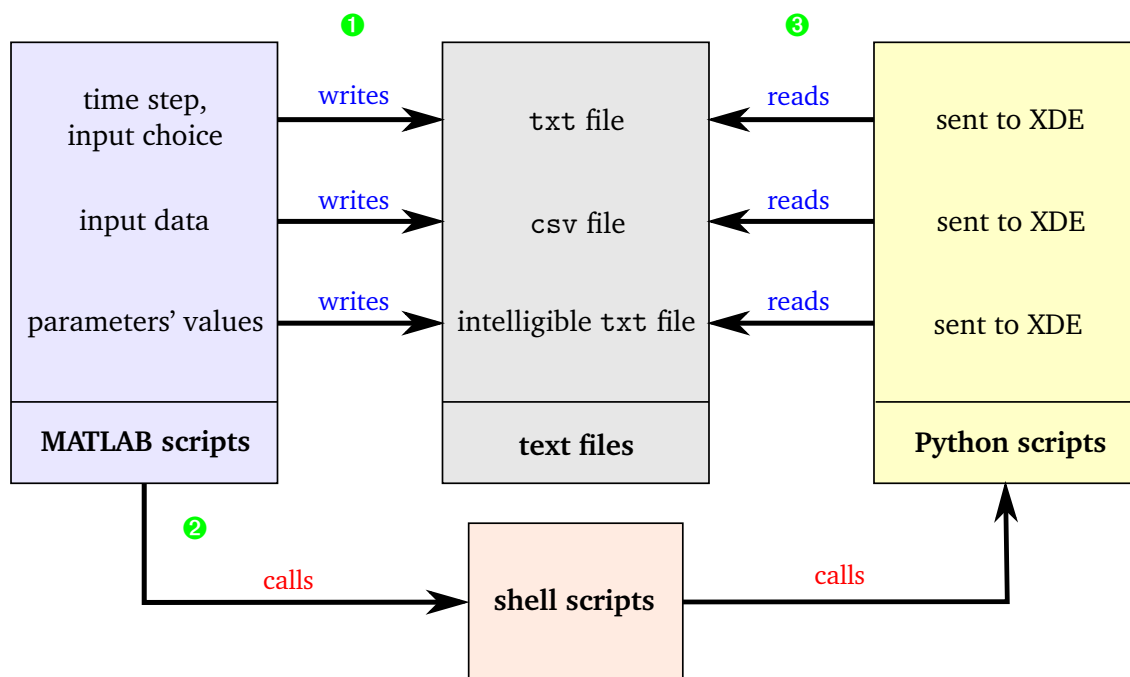 ❶
❸
time step,
input choice
writes
txt file
reads
sent to XDE
input data
writes
csv file
reads
sent to XDE
parameters’ values
writes
intelligible txt file
reads
sent to XDE
MATLAB scripts
text files
Python scripts
❷
calls
shell scripts
calls